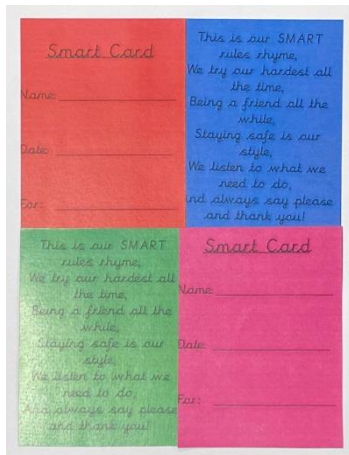 Smart Card
Name:
Date:
For:
This is our SMART
rules rhyme,
We try our hardest all
the time,
Being a friend all the
while,
Staying safe is our
style,
We listen to what we
need to do,
And always say please
and thank you!
This is our SMART
rules rhyme,
We try our hardest all
the time,
Being a friend all the
while,
Staying safe is our
style,
We listen to what we
need to do,
And always say please
and thank you!
Smart Card
Name:
Date:
For: